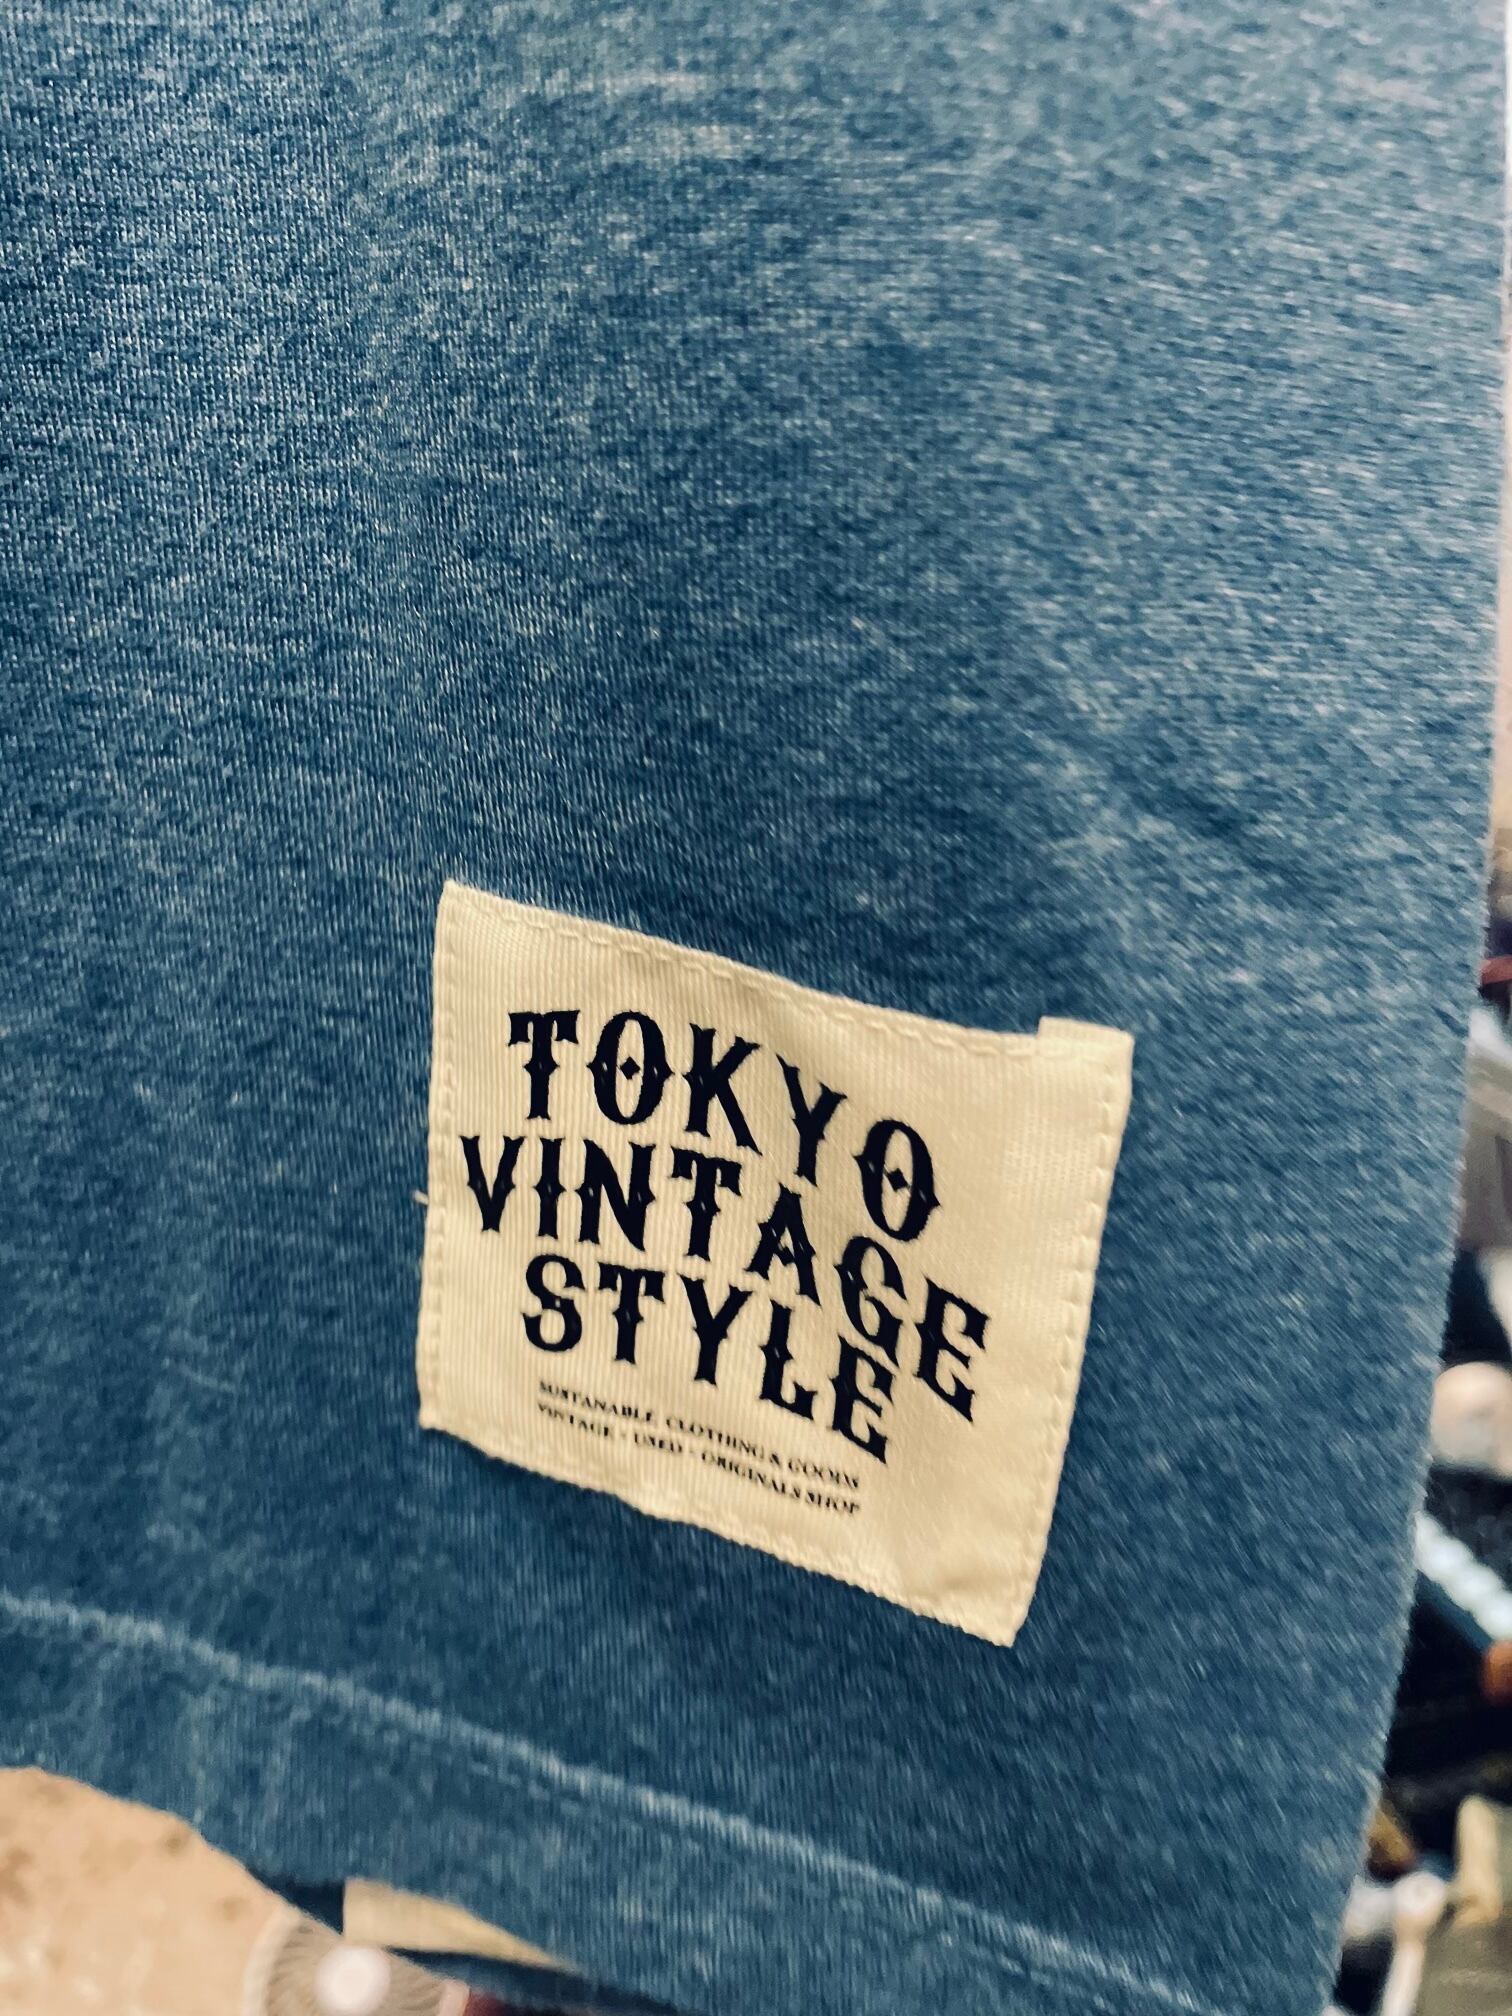 TOKYO
VINTAGE
STYLE
SUSTANABLE CLOTHING & GOODS
VINTAGE - USED - ORIGINALS SHOP